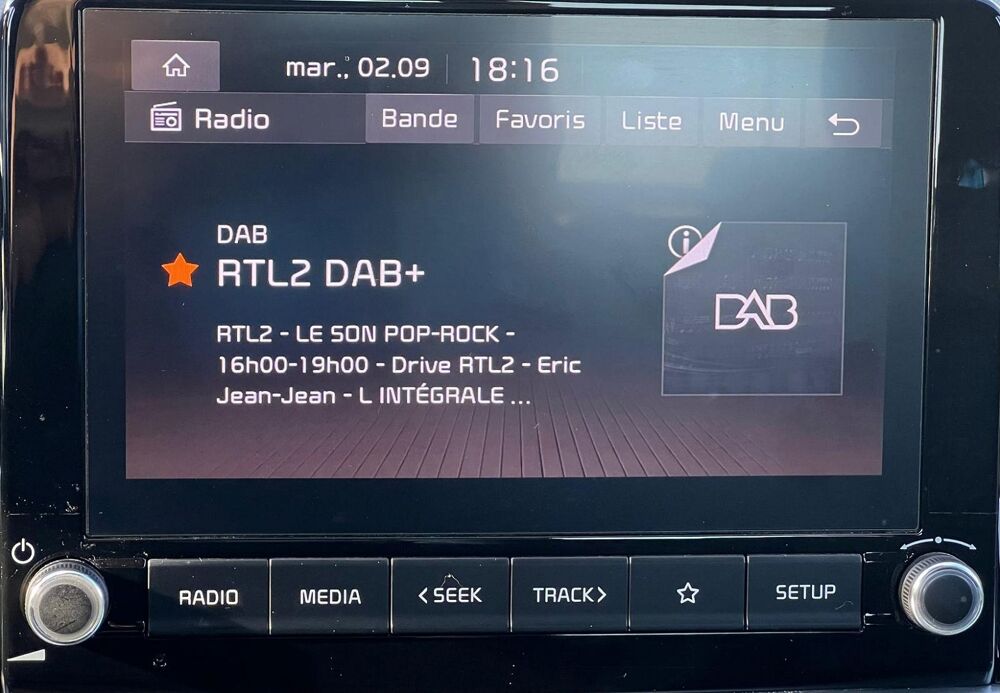 mar., 02.09 18:16
Radio Bande Favoris Liste Menu
DAB
RTL2 DAB+
RTL2 - LE SON POP-ROCK -
16h00-19h00 - Drive RTL2 - Eric
Jean-Jean - L INTÉGRALE ...
DAB
RADIO MEDIA <SEEK TRACK> SETUP